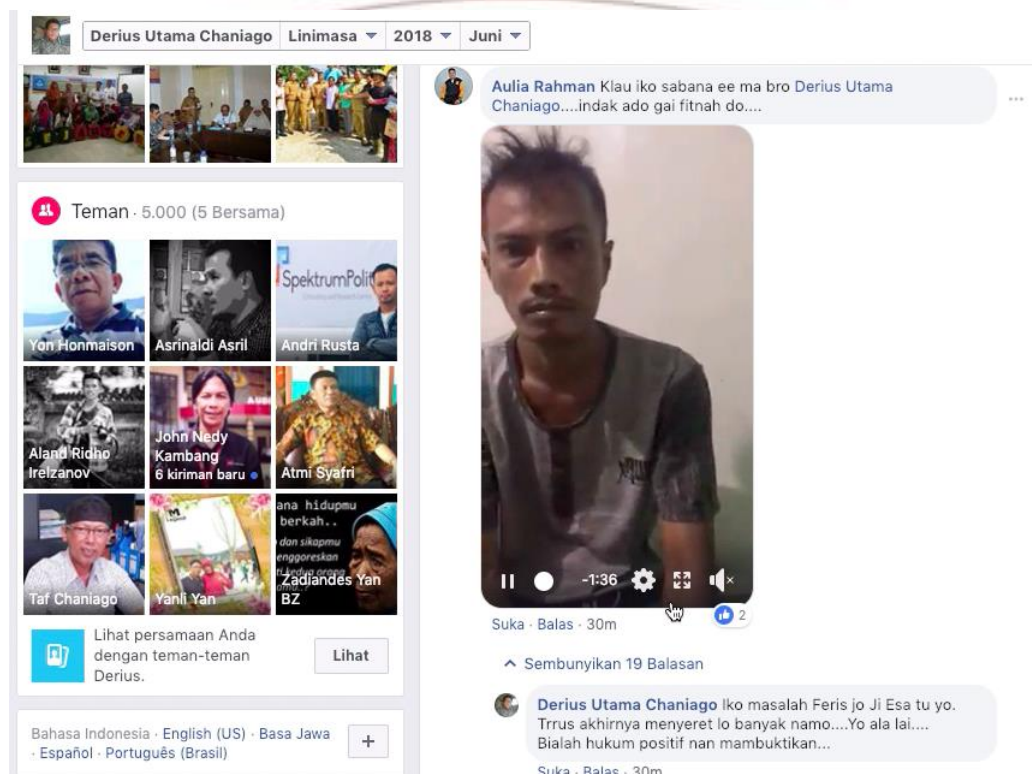 Derius Utama Chaniago Linimasa 2018 Juni
Teman · 5.000 (5 Bersama)
SpektrumPolit
Yon Honmaison
Asrinaldi Asril
Andri Rusta
Aland Ridho
Irelzanov
John Nedy
Kambang
6 kiriman baru
Atmi Syafri
Taf Chaniago
Yanli Yan
ana hidupmu
berkah..
dan sikapmu
enggoreskan
Zadiandes Yan
BZ
Lihat persamaan Anda
dengan teman-teman
Derius.
Lihat
Bahasa Indonesia · English (US) · Basa Jawa
· Español · Português (Brasil)
Aulia Rahman Klau iko sabana ee ma bro Derius Utama
Chaniago....indak ado gai fitnah do....
-1:36
2
Suka · Balas · 30m
Sembunyikan 19 Balasan
Derius Utama Chaniago Iko masalah Feris jo Ji Esa tu yo.
Trrus akhirnya menyeret lo banyak namo....Yo ala lai....
Bialah hukum positif nan mambuktikan...
Suka · Balas · 30m